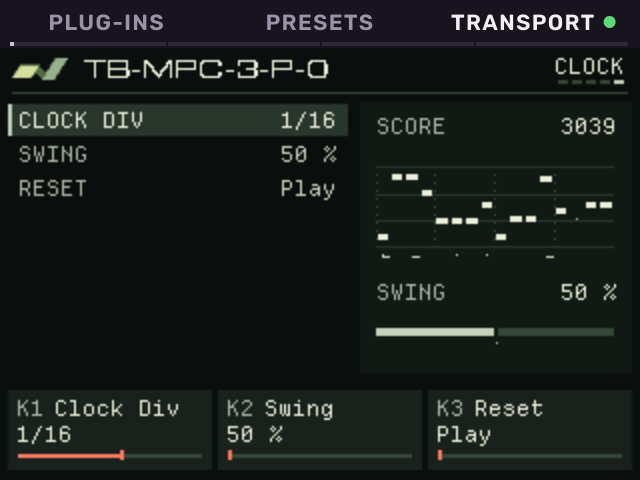 PLUG-INS PRESETS TRANSPORT
TB-MPC-3-P-O CLOCK
CLOCK DIV 1/16
SWING 50 %
RESET Play
SCORE 3039
SWING 50 %
K1 Clock Div
1/16
K2 Swing
50 %
K3 Reset
Play